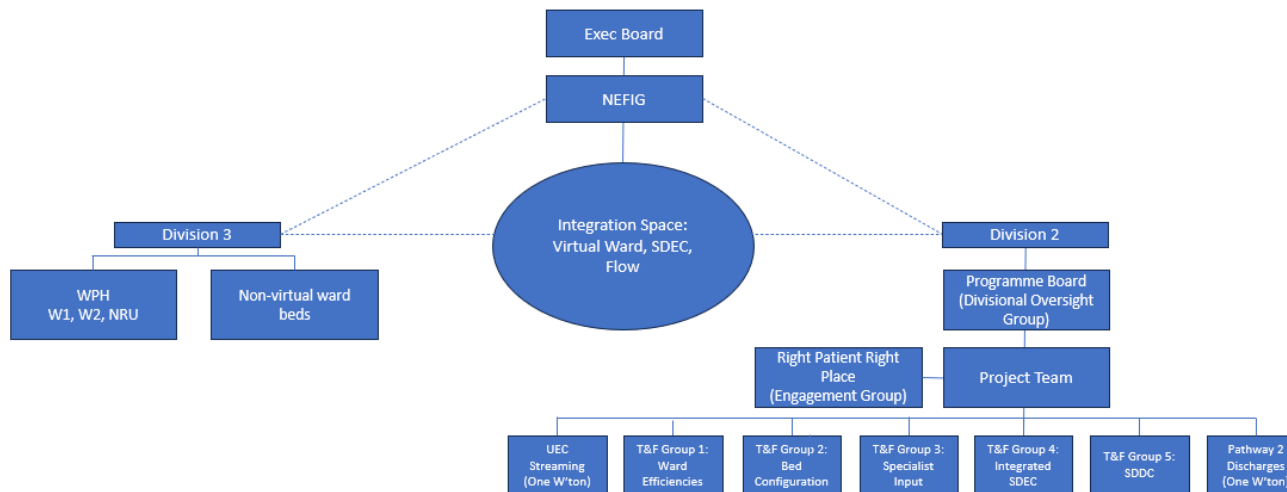 Exec Board
NEFIG
Integration Space:
Virtual Ward, SDEC,
Flow
Division 3
Division 2
WPH
W1, W2, NRU
Non-virtual ward
beds
Programme Board
(Divisional Oversight
Group)
Right Patient Right
Place
(Engagement Group)
Project Team
UEC
Streaming
(One W'ton)
T&F Group 1:
Ward
Efficiencies
T&F Group 2:
Bed
Configuration
T&F Group 3:
Specialist
Input
T&F Group 4:
Integrated
SDEC
T&F Group 5:
SDDC
Pathway 2
Discharges
(One W'ton)